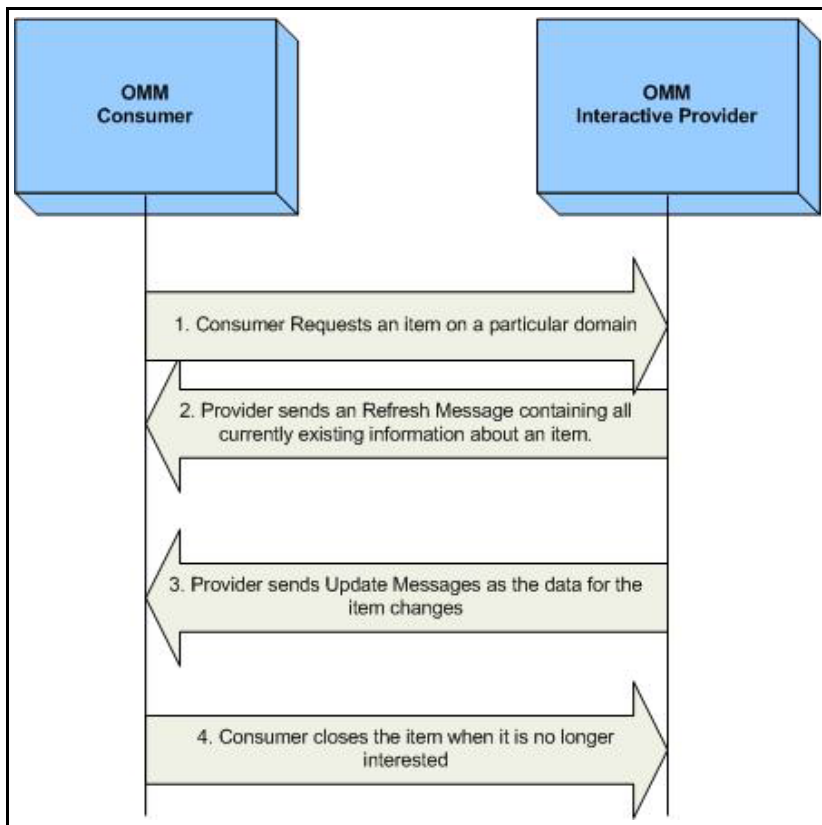 OMM
Consumer
OMM
Interactive Provider
1. Consumer Requests an item on a particular domain
2. Provider sends an Refresh Message containing all
currently existing information about an item.
3. Provider sends Update Messages as the data for the
item changes
4. Consumer closes the item when it is no longer
interested